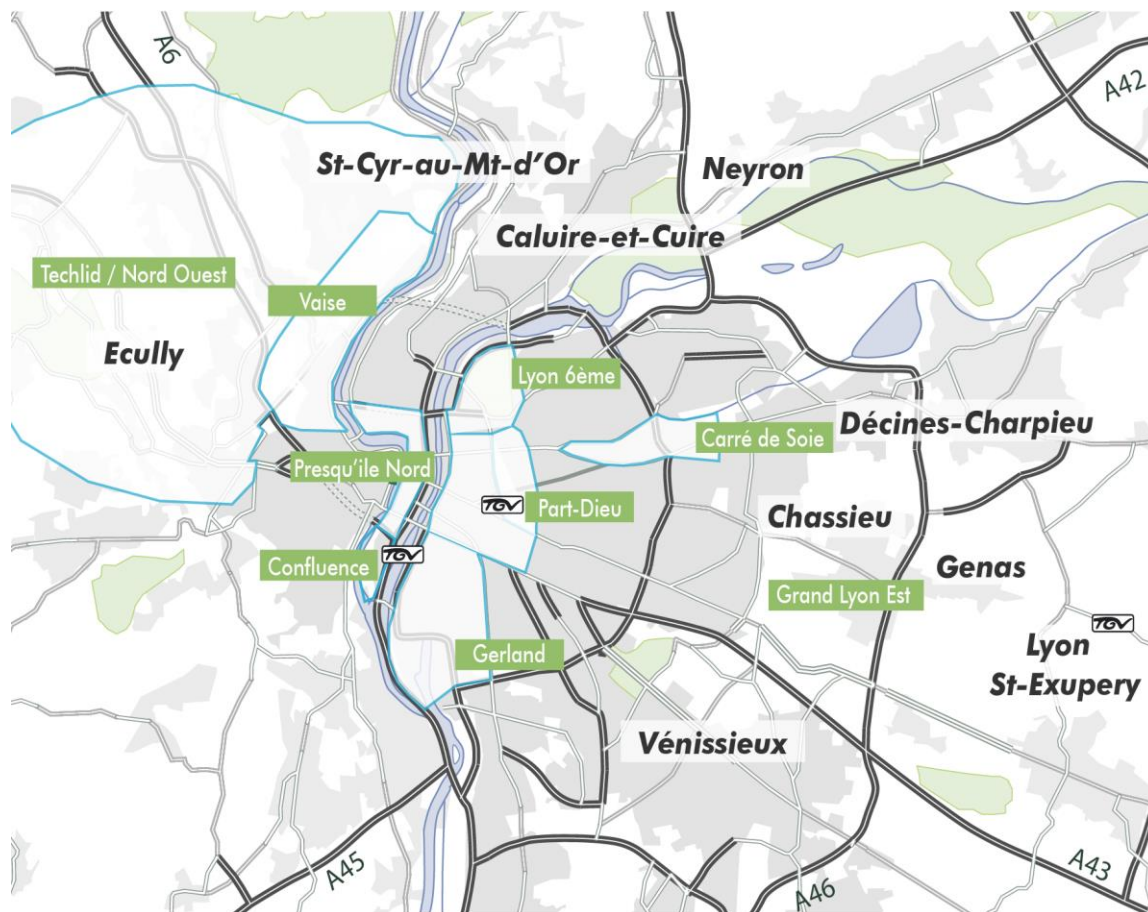 A6
A42
St-Cyr-au-Mt-d'Or
Neyron
Caluire-et-Cuire
Techlid / Nord Ouest
Vaise
Ecully
Lyon 6ème
Décines-Charpieu
Carré de Soie
Presqu'ile Nord
TGV
Part-Dieu
Chassieu
TGV
Confluence
Genas
Grand Lyon Est
TGV
Lyon
St-Exupery
Gerland
Vénissieux
A45
A46
A43